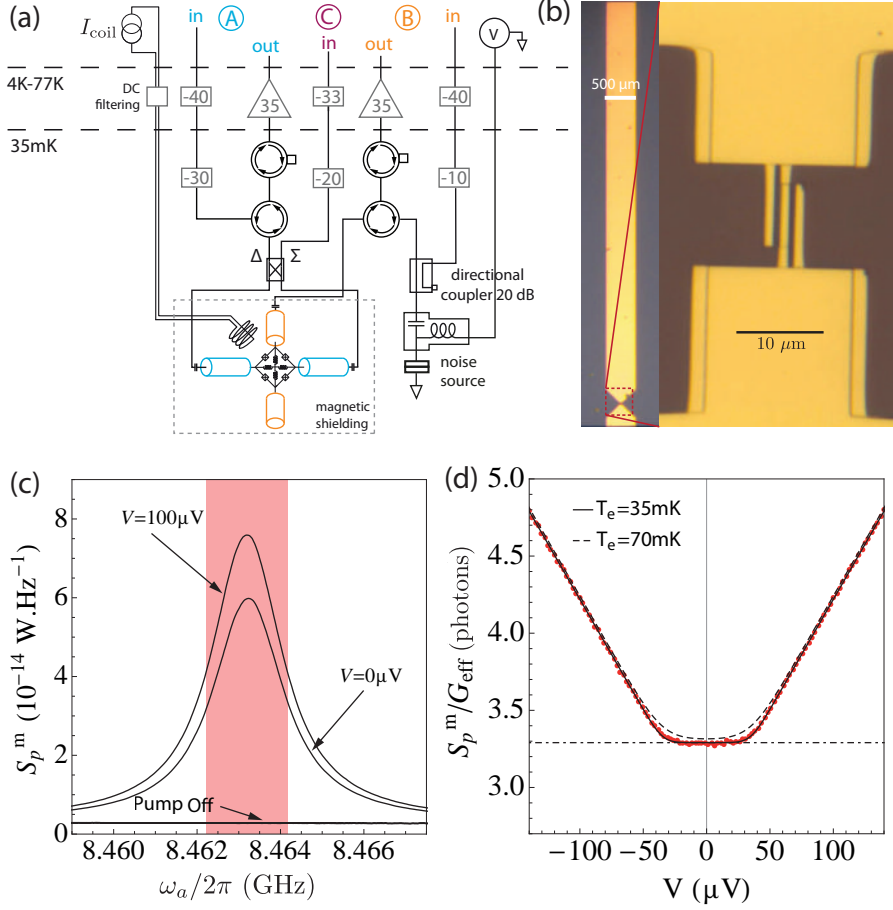 (a)
I_coil
in
A
out
C
in
B
out
in
V
4K-77K
DC
filtering
-40
35
-33
35
-40
35mK
-30
-20
-10
Δ
Σ
directional
coupler 20 dB
noise
source
magnetic
shielding
(b)
500 μm
10 μm
(c)
S_p^m (10^-14 W.Hz^-1)
8
6
4
2
0
V=100μV
V=0μV
Pump Off
8.460
8.462
8.464
8.466
ω_a/2π (GHz)
(d)
S_p^m/G_eff (photons)
5.0
4.5
4.0
3.5
3.0
T_e=35mK
T_e=70mK
−100
−50
0
50
100
V (μV)